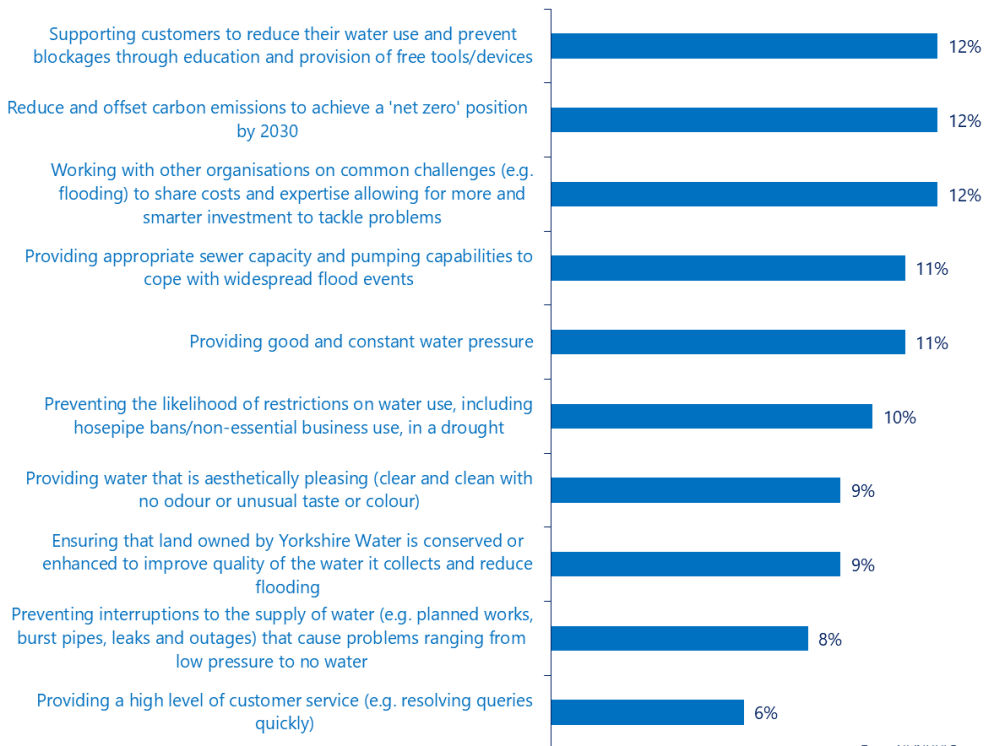 Supporting customers to reduce their water use and prevent
blockages through education and provision of free tools/devices
12%
Reduce and offset carbon emissions to achieve a 'net zero' position
by 2030
12%
Working with other organisations on common challenges (e.g.
flooding) to share costs and expertise allowing for more and
smarter investment to tackle problems
12%
Providing appropriate sewer capacity and pumping capabilities to
cope with widespread flood events
11%
Providing good and constant water pressure
11%
Preventing the likelihood of restrictions on water use, including
hosepipe bans/non-essential business use, in a drought
10%
Providing water that is aesthetically pleasing (clear and clean with
no odour or unusual taste or colour)
9%
Ensuring that land owned by Yorkshire Water is conserved or
enhanced to improve quality of the water it collects and reduce
flooding
9%
Preventing interruptions to the supply of water (e.g. planned works,
burst pipes, leaks and outages) that cause problems ranging from
low pressure to no water
8%
Providing a high level of customer service (e.g. resolving queries
quickly)
6%